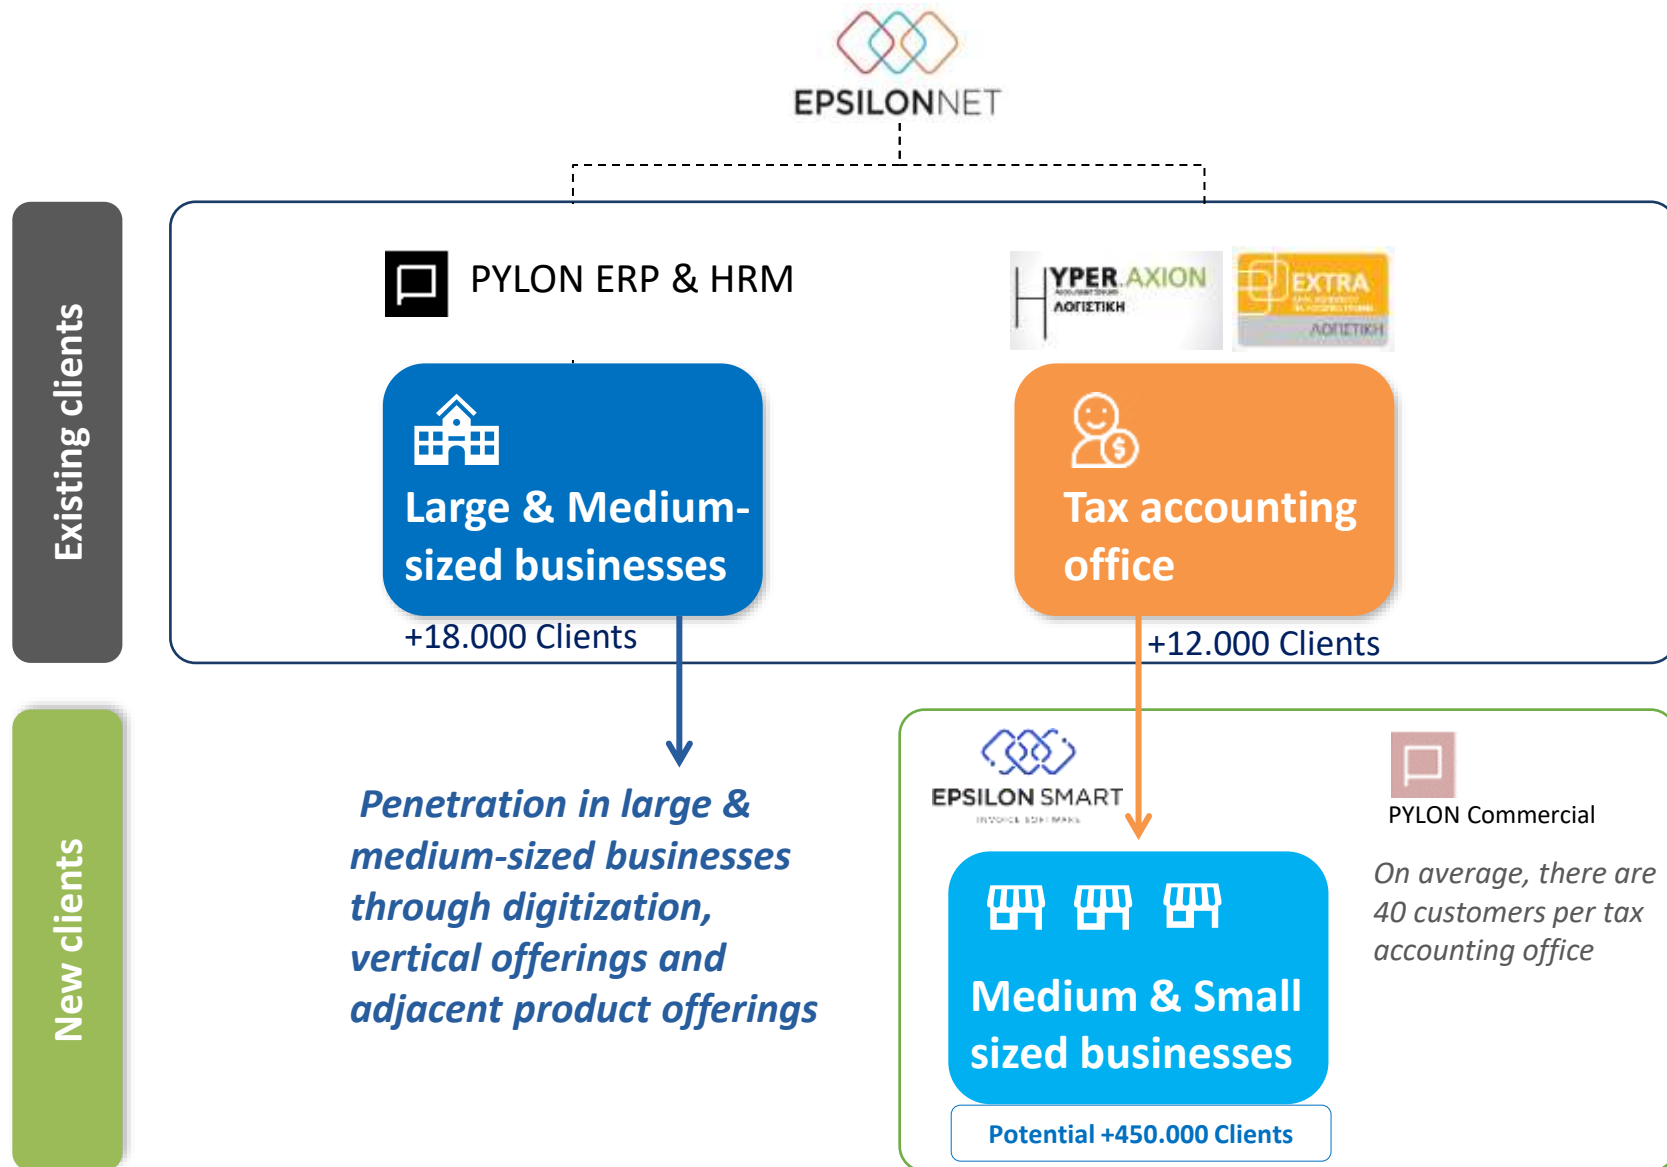 EPSILONNET
Existing clients
PYLON ERP & HRM
HYPER.AXION
ΛΟΓΙΣΤΙΚΗ
EXTRA
ΛΟΓΙΣΤΙΚΗ
Large & Medium-
sized businesses
Tax accounting
office
+18.000 Clients
+12.000 Clients
New clients
Penetration in large &
medium-sized businesses
through digitization,
vertical offerings and
adjacent product offerings
EPSILON SMART
INVOICE SOFTWARE
PYLON Commercial
On average, there are
40 customers per tax
accounting office
Medium & Small
sized businesses
Potential +450.000 Clients